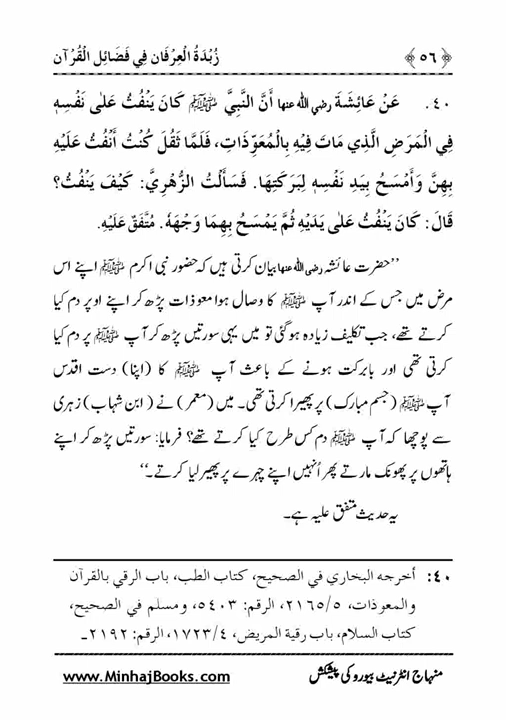 زُبْدَةُ الْعِرْفَان فِي فَضَائِلِ الْقُرْآن ﴿٥٦﴾
٤٠. عَنْ عَائِشَةَ رضي الله عنها أَنَّ النَّبِيَّ ﷺ كَانَ يَنْفُثُ عَلٰى نَفْسِهٖ
فِي الْمَرَضِ الَّذِي مَاتَ فِيْهِ بِالْمُعَوِّذَاتِ، فَلَمَّا ثَقُلَ كُنْتُ أَنْفُثُ عَلَيْهِ
بِهِنَّ وَأَمْسَحُ بِيَدِ نَفْسِهٖ لِبَرَكَتِهَا. فَسَأَلْتُ الزُّهْرِيَّ: كَيْفَ يَنْفُثُ؟
قَالَ: كَانَ يَنْفُثُ عَلٰى يَدَيْهِ ثُمَّ يَمْسَحُ بِهِمَا وَجْهَهٗ. مُتَّفَقٌ عَلَيْهِ.
’’حضرت عائشہ رضی اللہ عنہا بیان کرتی ہیں کہ حضور نبی اکرم ﷺ اپنے اس
مرض میں جس کے اندر آپ ﷺ کا وصال ہوا معوذات پڑھ کر اپنے اوپر دم کیا
کرتے تھے، جب تکلیف زیادہ ہوگئی تو میں یہی سورتیں پڑھ کر آپ ﷺ پر دم کیا
کرتی تھی اور بابرکت ہونے کے باعث آپ ﷺ کا (اپنا) دست اقدس
آپ ﷺ (جسم مبارک) پر پھیرا کرتی تھی۔ میں (معمر) نے (ابن شہاب) زہری
سے پوچھا کہ آپ ﷺ دم کس طرح کیا کرتے تھے؟ فرمایا: سورتیں پڑھ کر اپنے
ہاتھوں پر پھونک مارتے پھر اُنہیں اپنے چہرے پر پھیر لیا کرتے۔‘‘
یہ حدیث متفق علیہ ہے۔
٤٠: أخرجه البخاري في الصحيح، كتاب الطب، باب الرقي بالقرآن
والمعوذات، ٥/٢١٦٥، الرقم: ٥٤٠٣، ومسلم في الصحيح،
كتاب السلام، باب رقية المريض، ٤/١٧٢٣، الرقم: ٢١٩٢۔
منہاج انٹرنیٹ بیورو کی پیشکش www.MinhajBooks.com